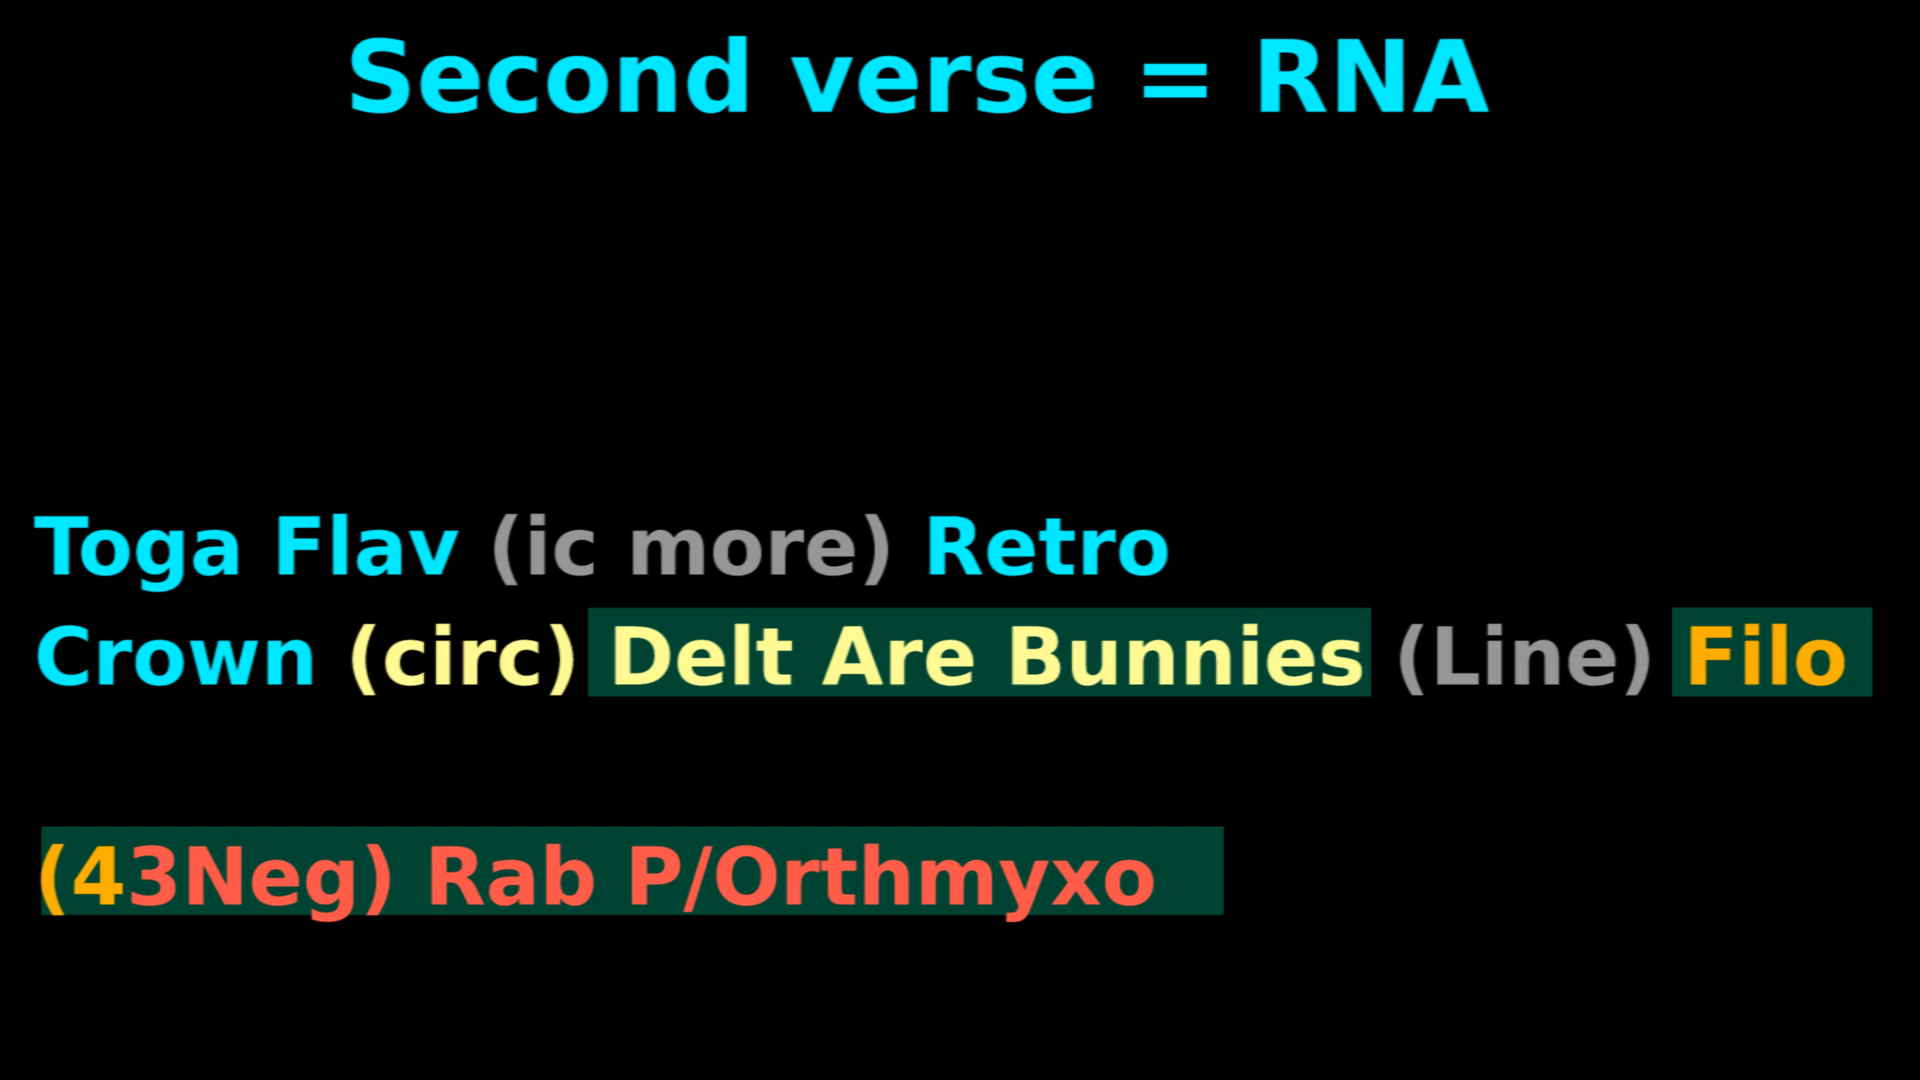 Second verse = RNA
Toga Flav (ic more) Retro
Crown (circ) Delt Are Bunnies (Line) Filo
(43Neg) Rab P/Orthmyxo